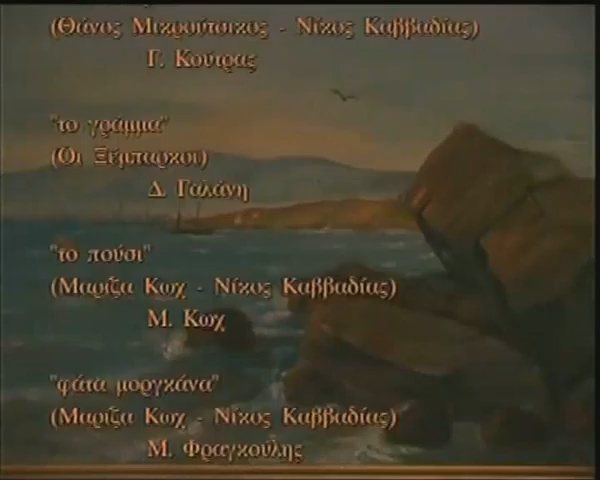 (Θάνος Μικρούτσικος - Νίκος Καββαδίας)
Γ. Κούτρας
"το γράμμα"
(Οι Ξέμπαρκοι)
Δ. Γαλάνη
"το πούσι"
(Μαρίζα Κωχ - Νίκος Καββαδίας)
Μ. Κωχ
"φάτα μοργκάνα"
(Μαρίζα Κωχ - Νίκος Καββαδίας)
Μ. Φραγκούλης